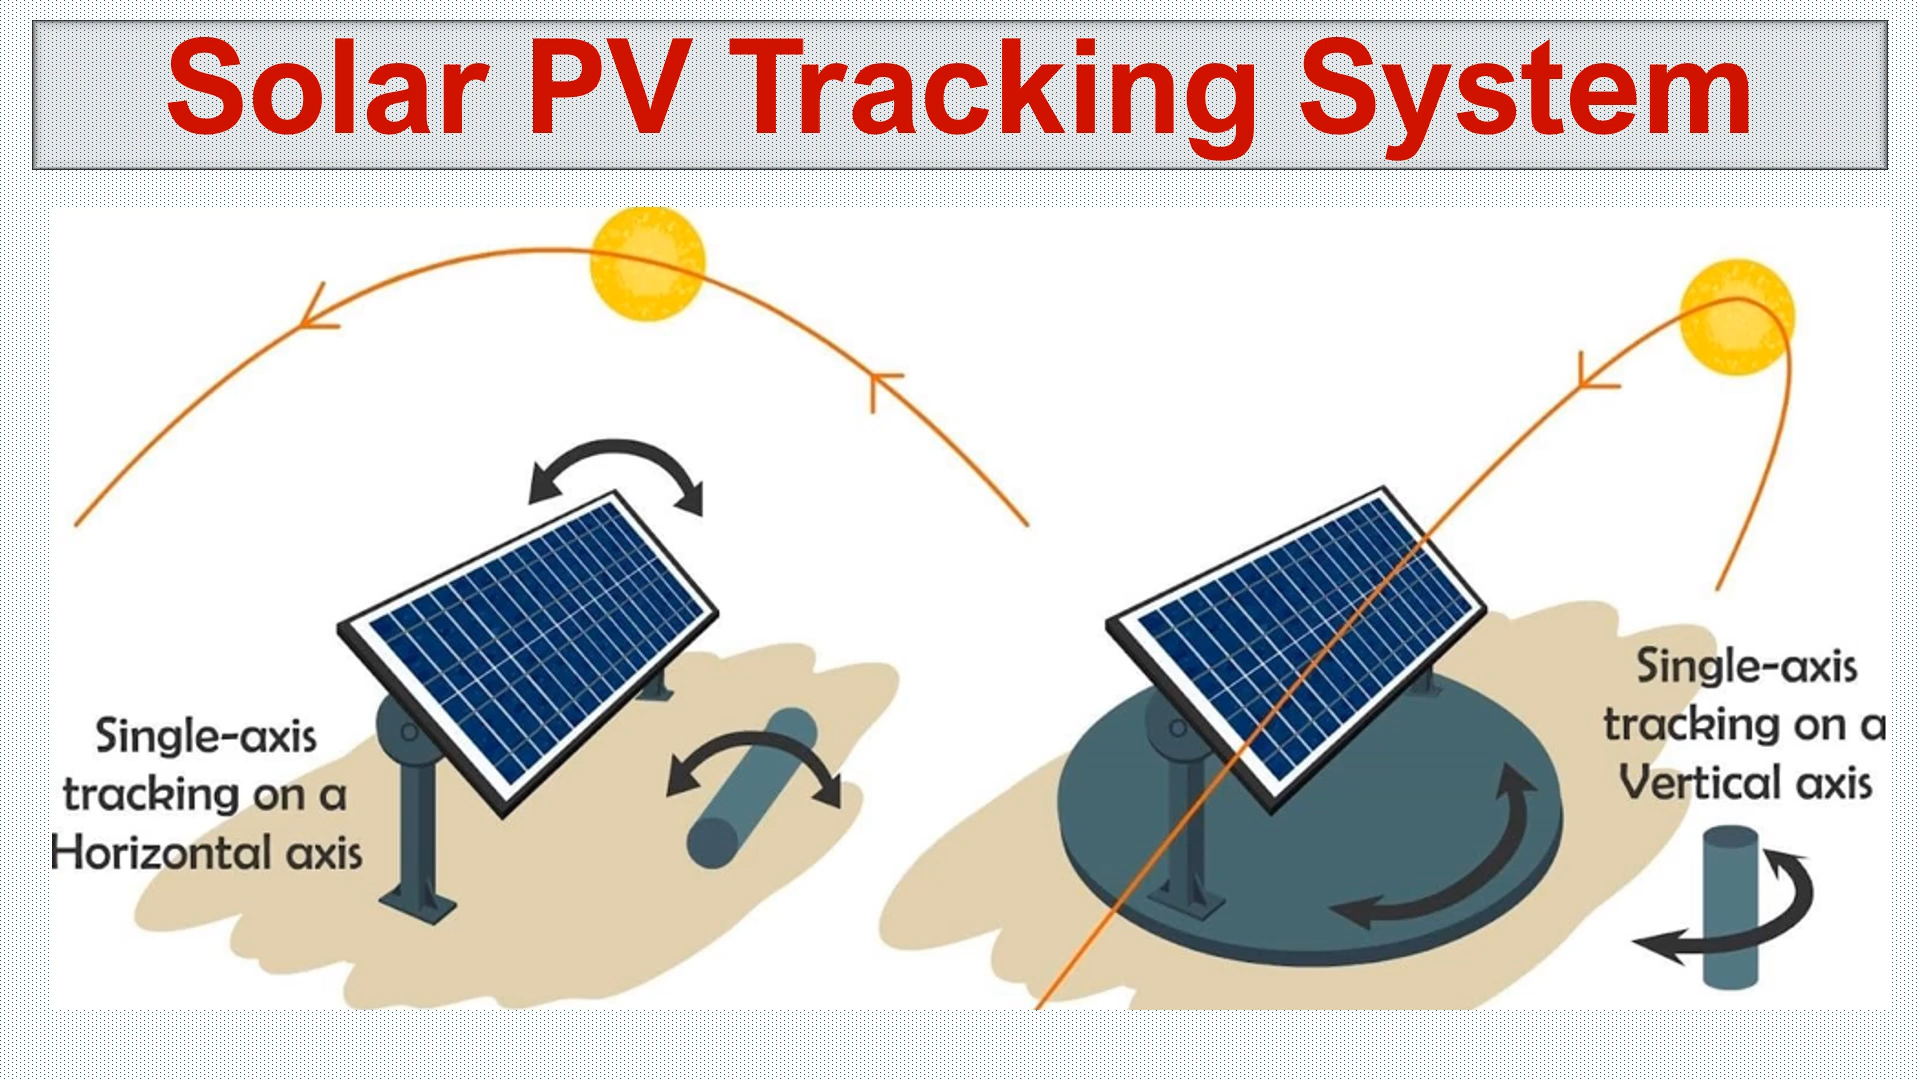 Solar PV Tracking System
Single-axis
tracking on a
Horizontal axis
Single-axis
tracking on a
Vertical axis